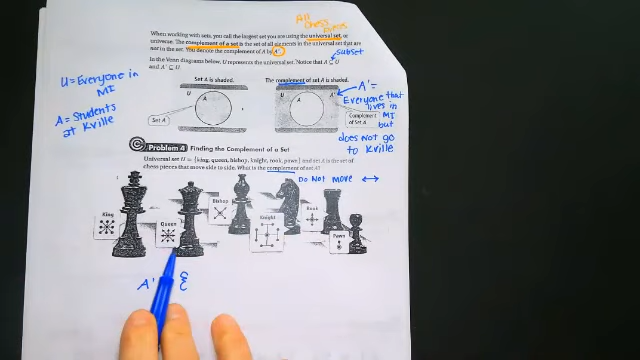 All
chess
pieces
When working with sets, you call the largest set you are using the universal set, or
universe. The complement of a set is the set of all elements in the universal set that are
not in the set. You denote the complement of A by A'.
subset
In the Venn diagrams below, U represents the universal set. Notice that A ⊆ U
and A' ⊆ U.
U = Everyone in
MI
A = Students
at Kville
Set A is shaded.
U
A
Set A
The complement of set A is shaded.
U
A
A'
Complement
of Set A
A' =
Everyone that
lives in
MI
but
does not go
to Kville
Problem 4 Finding the Complement of a Set
Universal set U = {king, queen, bishop, knight, rook, pawn} and set A is the set of
chess pieces that move side to side. What is the complement of set A?
Do Not move ↔
King
Queen
Bishop
Knight
Rook
Pawn
A' {